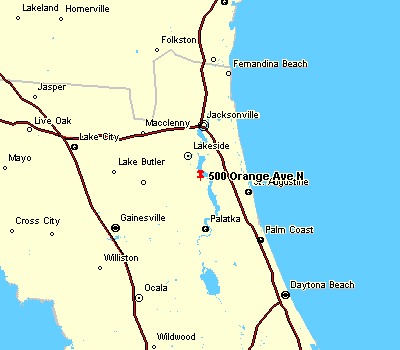 Lakeland
Homerville
Folkston
Fernandina Beach
Jasper
Jacksonville
Live Oak
Lake City
Macclenny
Lakeside
Mayo
Lake Butler
500 Orange Ave N
St. Augustine
Cross City
Gainesville
Palatka
Palm Coast
Williston
Ocala
Daytona Beach
Wildwood